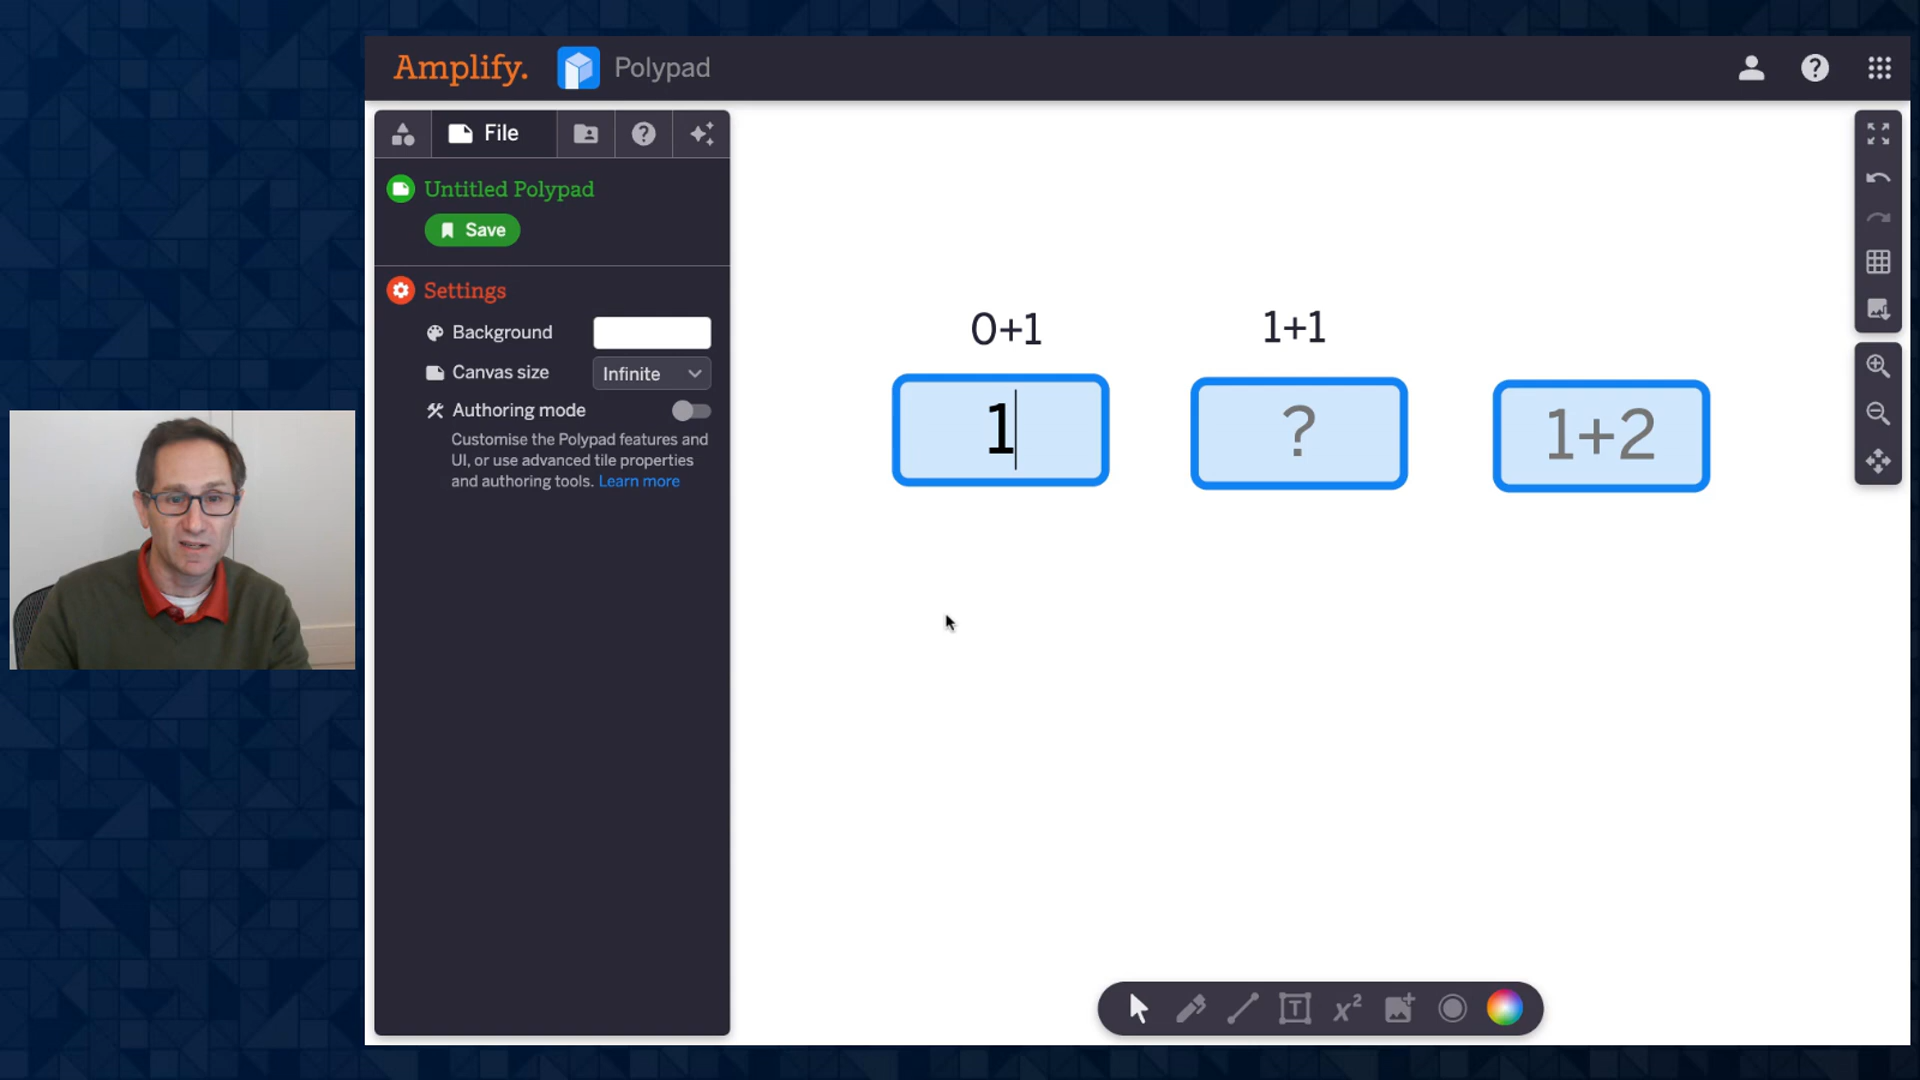 Amplify. Polypad
File
Untitled Polypad
Save
Settings
Background
Canvas size Infinite
Authoring mode
Customise the Polypad features and
UI, or use advanced tile properties
and authoring tools. Learn more
0+1 1+1
1 ? 1+2
T x²